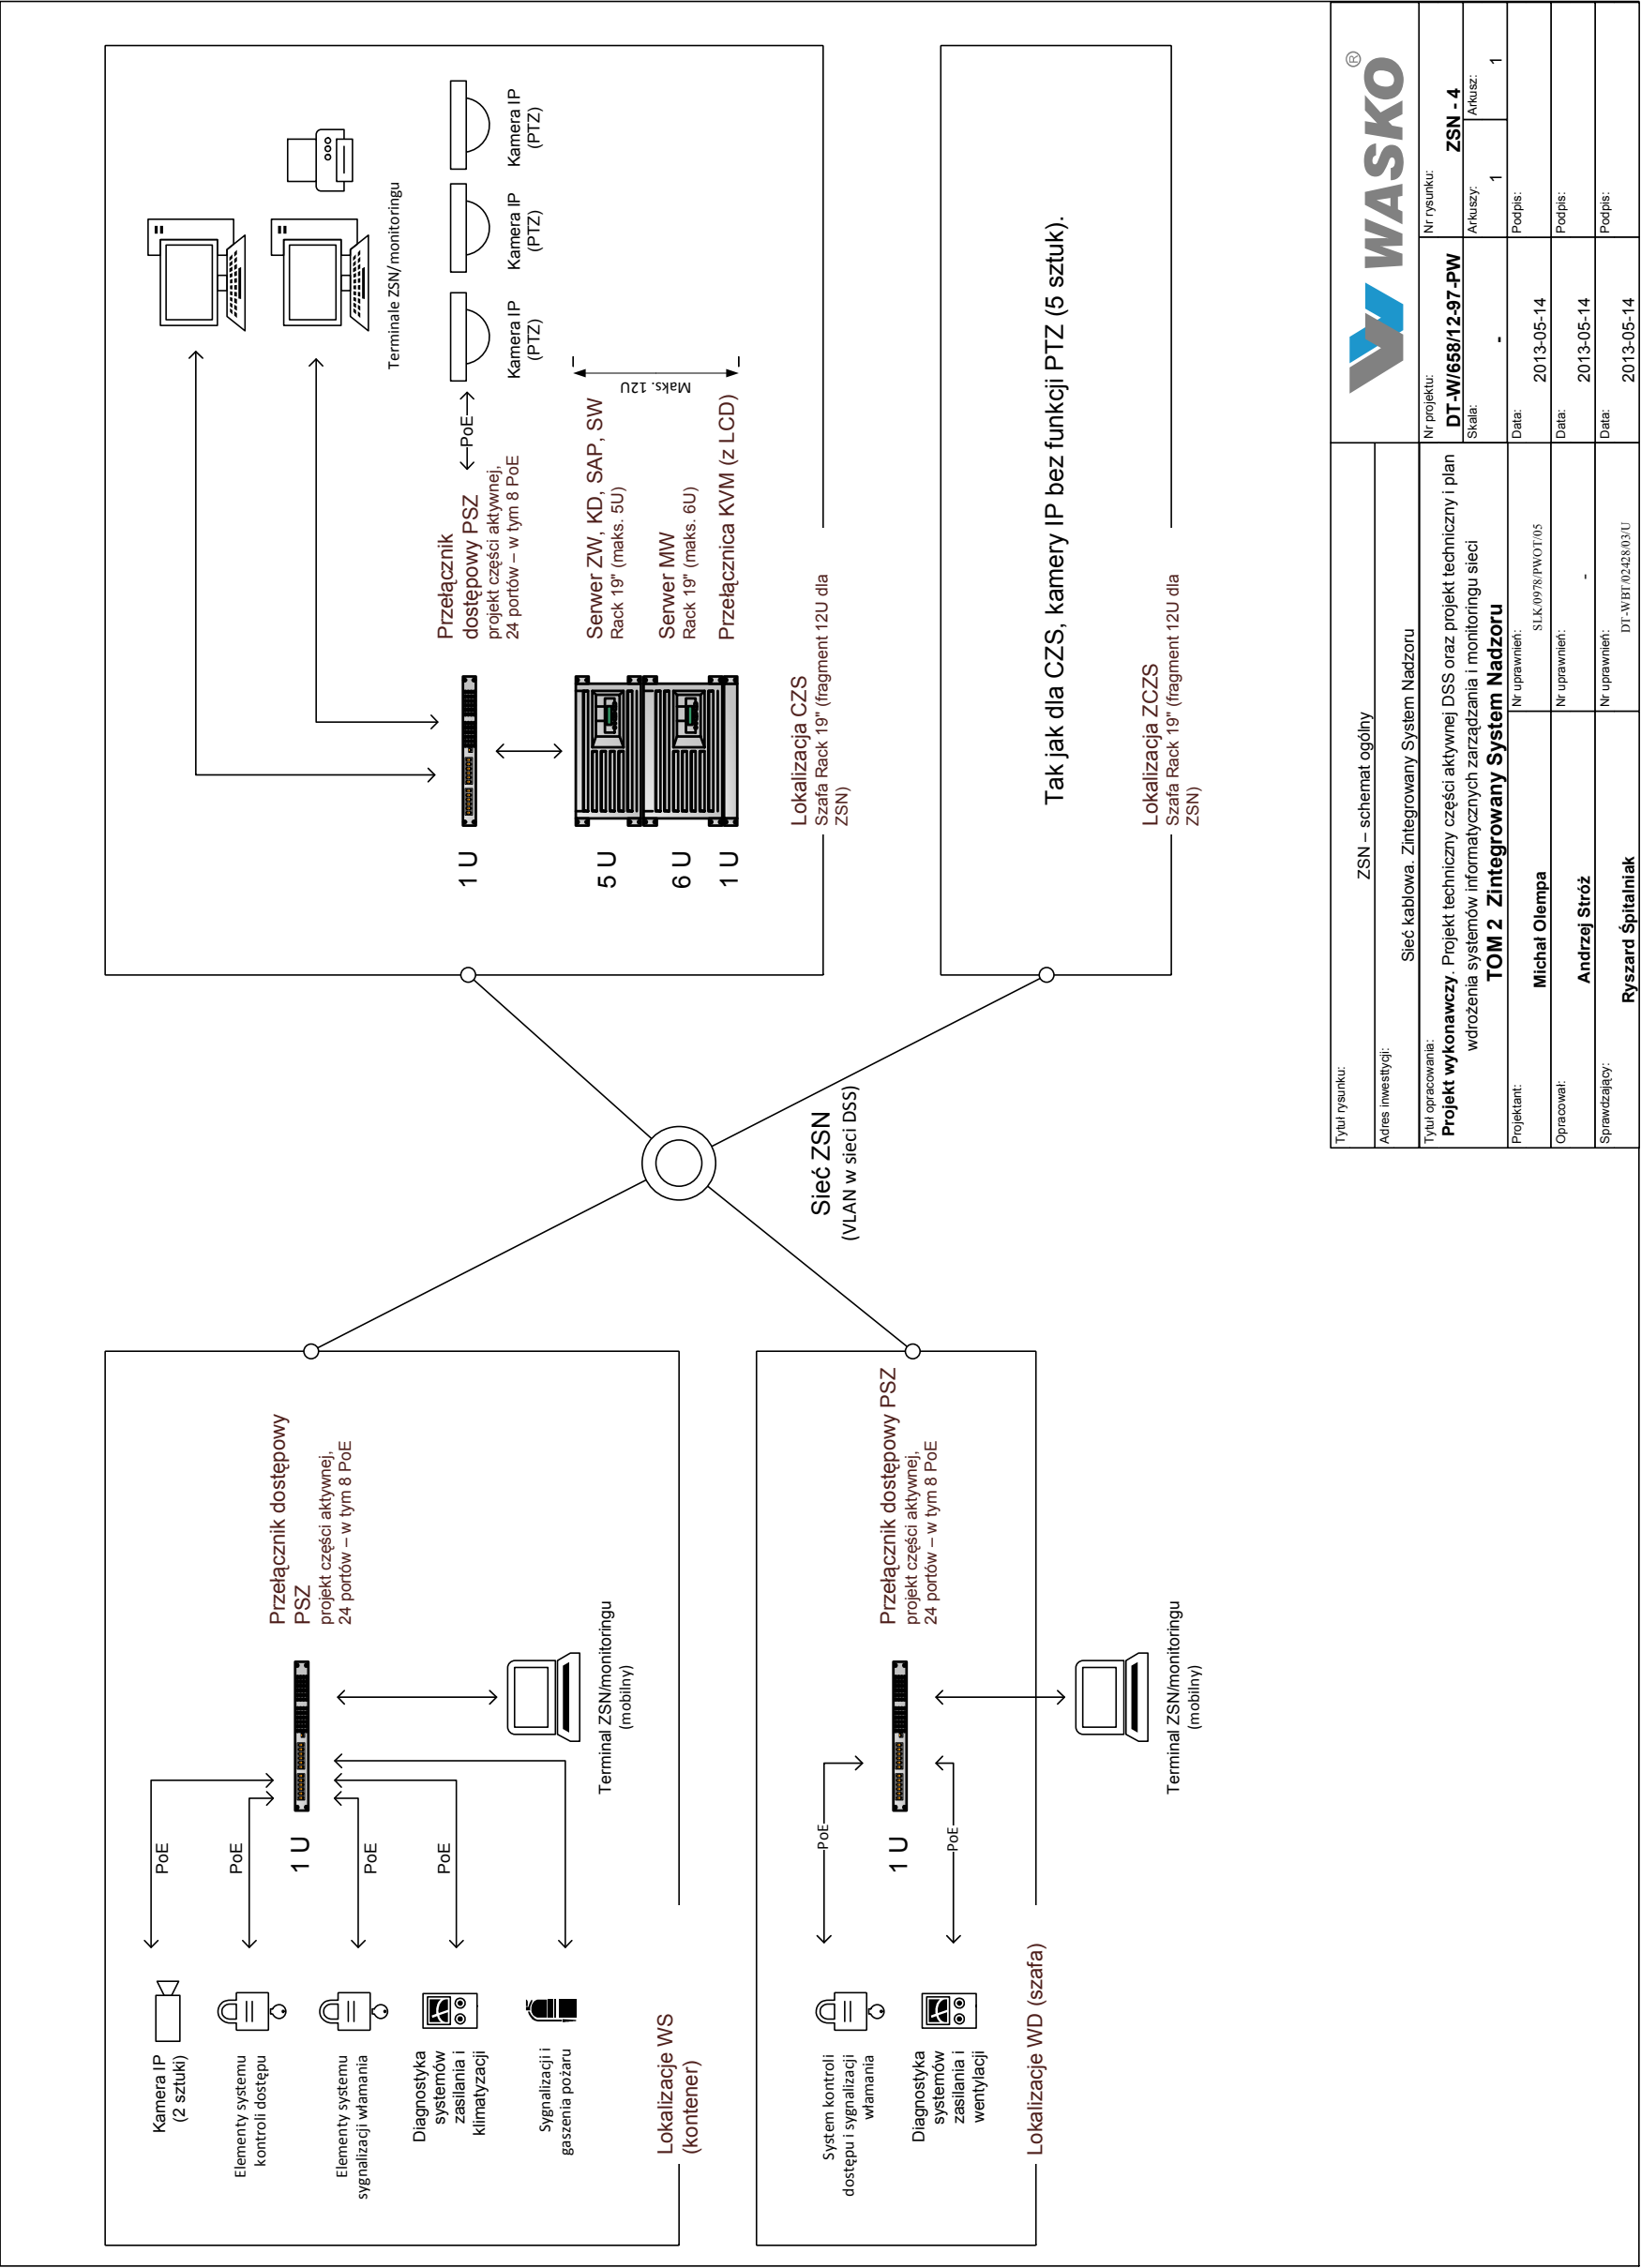 Kamera IP
(2 sztuki)
Elementy systemu
kontroli dostępu
Elementy systemu
sygnalizacji włamania
Diagnostyka
systemów
zasilania i
klimatyzacji
Sygnalizacji i
gaszenia pożaru
PoE
PoE
PoE
PoE
1 U
Przełącznik dostępowy
PSZ
projekt części aktywnej,
24 portów – w tym 8 PoE
Terminal ZSN/monitoringu
(mobilny)
Lokalizacje WS
(kontener)
System kontroli
dostępu i sygnalizacji
włamania
Diagnostyka
systemów
zasilania i
wentylacji
PoE
PoE
1 U
Przełącznik dostępowy PSZ
projekt części aktywnej,
24 portów – w tym 8 PoE
Lokalizacje WD (szafa)
Terminal ZSN/monitoringu
(mobilny)
Sieć ZSN
(VLAN w sieci DSS)
Terminale ZSN/monitoringu
1 U
Przełącznik
dostępowy PSZ
projekt części aktywnej,
24 portów – w tym 8 PoE
PoE
Kamera IP
(PTZ)
Kamera IP
(PTZ)
Kamera IP
(PTZ)
5 U
Serwer ZW, KD, SAP, SW
Rack 19" (maks. 5U)
6 U
Serwer MW
Rack 19" (maks. 6U)
1 U
Przełącznica KVM (z LCD)
Maks. 12U
Lokalizacja CZS
Szafa Rack 19" (fragment 12U dla
ZSN)
Tak jak dla CZS, kamery IP bez funkcji PTZ (5 sztuk).
Lokalizacja ZCZS
Szafa Rack 19" (fragment 12U dla
ZSN)
Tytuł rysunku:
ZSN – schemat ogólny
Adres inwesttycji:
Sieć kablowa. Zintegrowany System Nadzoru
WASKO ®
Tytuł opracowania:
Projekt wykonawczy. Projekt techniczny części aktywnej DSS oraz projekt techniczny i plan
wdrożenia systemów informatycznych zarządzania i monitoringu sieci
TOM 2 Zintegrowany System Nadzoru
Nr projektu:
DT-W/658/12-97-PW
Nr rysunku:
ZSN - 4
Skala:
-
Arkuszy:
1
Arkusz:
1
Projektant:
Michał Olempa
Nr uprawnień:
SLK/0978/PWOT/05
Data:
2013-05-14
Podpis:
Opracował:
Andrzej Stróż
Nr uprawnień:
-
Data:
2013-05-14
Podpis:
Sprawdzający:
Ryszard Śpitalniak
Nr uprawnień:
DT-WBT/02428/03/U
Data:
2013-05-14
Podpis: